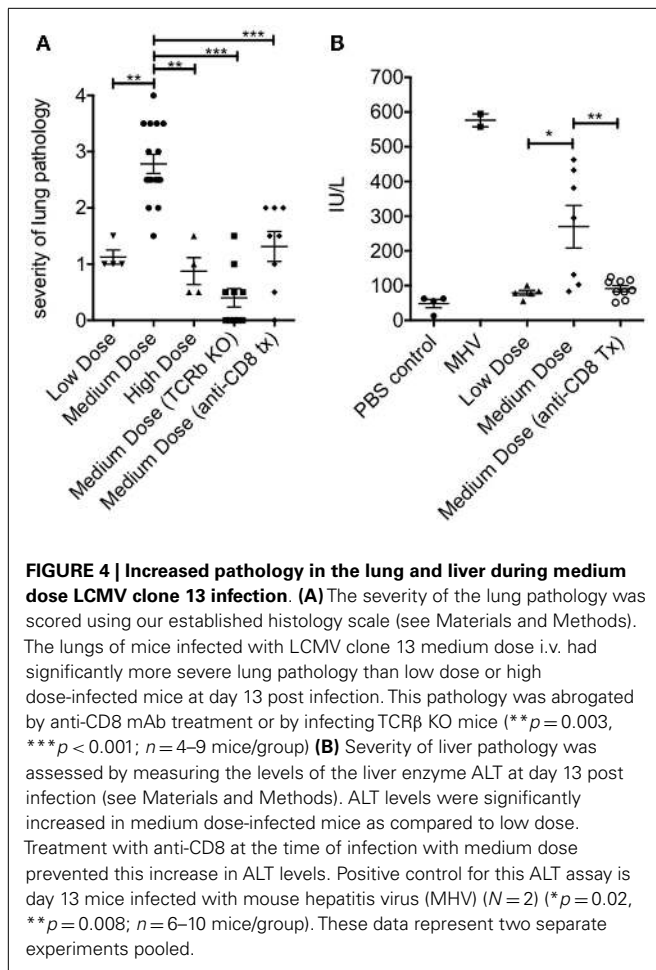 A
***
***
**
**
severity of lung pathology
4
3
2
1
0
Low Dose
Medium Dose
High Dose
Medium Dose (TCRb KO)
Medium Dose (anti-CD8 tx)
B
700
600
500
400
300
200
100
0
IU/L
*
**
PBS control
MHV
Low Dose
Medium Dose
Medium Dose (anti-CD8 Tx)
FIGURE 4 | Increased pathology in the lung and liver during medium
dose LCMV clone 13 infection. (A) The severity of the lung pathology was
scored using our established histology scale (see Materials and Methods).
The lungs of mice infected with LCMV clone 13 medium dose i.v. had
significantly more severe lung pathology than low dose or high
dose-infected mice at day 13 post infection. This pathology was abrogated
by anti-CD8 mAb treatment or by infecting TCRβ KO mice (**p = 0.003,
***p < 0.001; n = 4–9 mice/group) (B) Severity of liver pathology was
assessed by measuring the levels of the liver enzyme ALT at day 13 post
infection (see Materials and Methods). ALT levels were significantly
increased in medium dose-infected mice as compared to low dose.
Treatment with anti-CD8 at the time of infection with medium dose
prevented this increase in ALT levels. Positive control for this ALT assay is
day 13 mice infected with mouse hepatitis virus (MHV) (N = 2) (*p = 0.02,
**p = 0.008; n = 6–10 mice/group). These data represent two separate
experiments pooled.